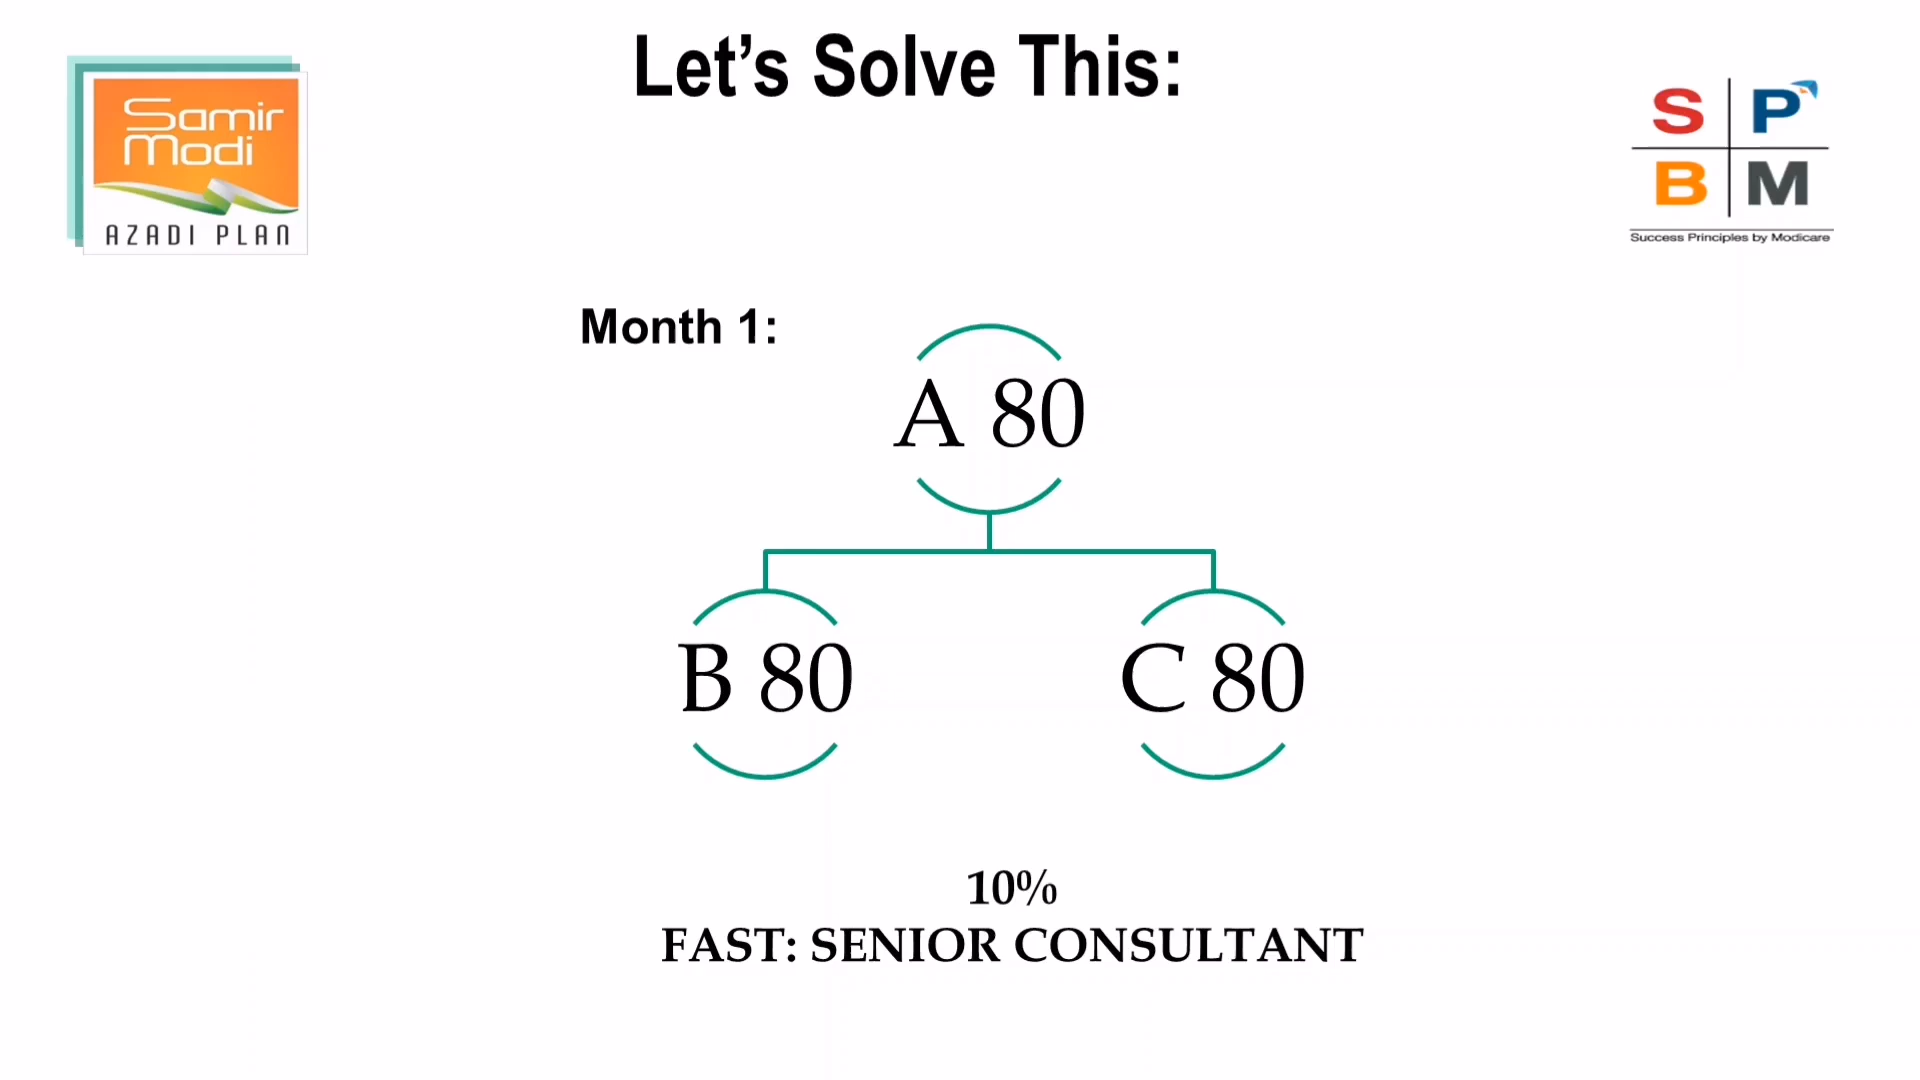 Let’s Solve This:
Samir
Modi
AZADI PLAN
S P
B M
Success Principles by Modicare
Month 1:
A 80
B 80
C 80
10%
FAST: SENIOR CONSULTANT